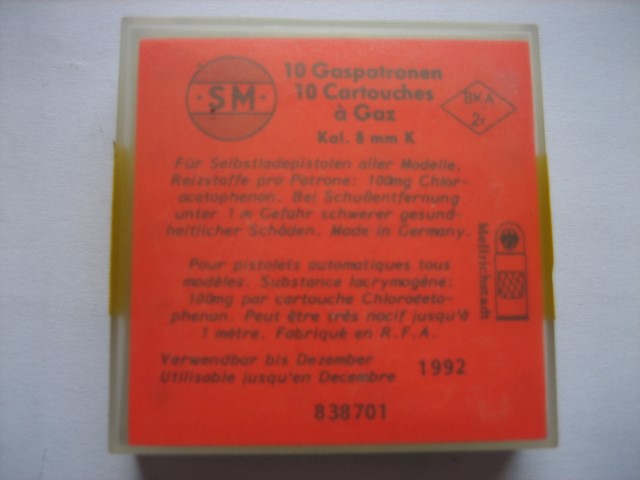 SM
10 Gaspatronen
10 Cartouches
à Gaz
Kal. 8 mm K
BKA
2r
Für Selbstladepistolen aller Modelle.
Reizstoffe pro Patrone: 100mg Chlor-
acetophenon. Bei Schußentfernung
unter 1 m Gefahr schwerer gesund-
heitlicher Schäden. Made in Germany.
Mellrichstadt
Pour pistolets automatiques tous
modèles. Substance lacrymogène:
100mg par cartouche Chloraceto-
phenon. Peut être très nocif jusqu'à
1 mètre. Fabriqué en R.F.A.
Verwendbar bis Dezember
Utilisable jusqu'en Decembre 1992
838701